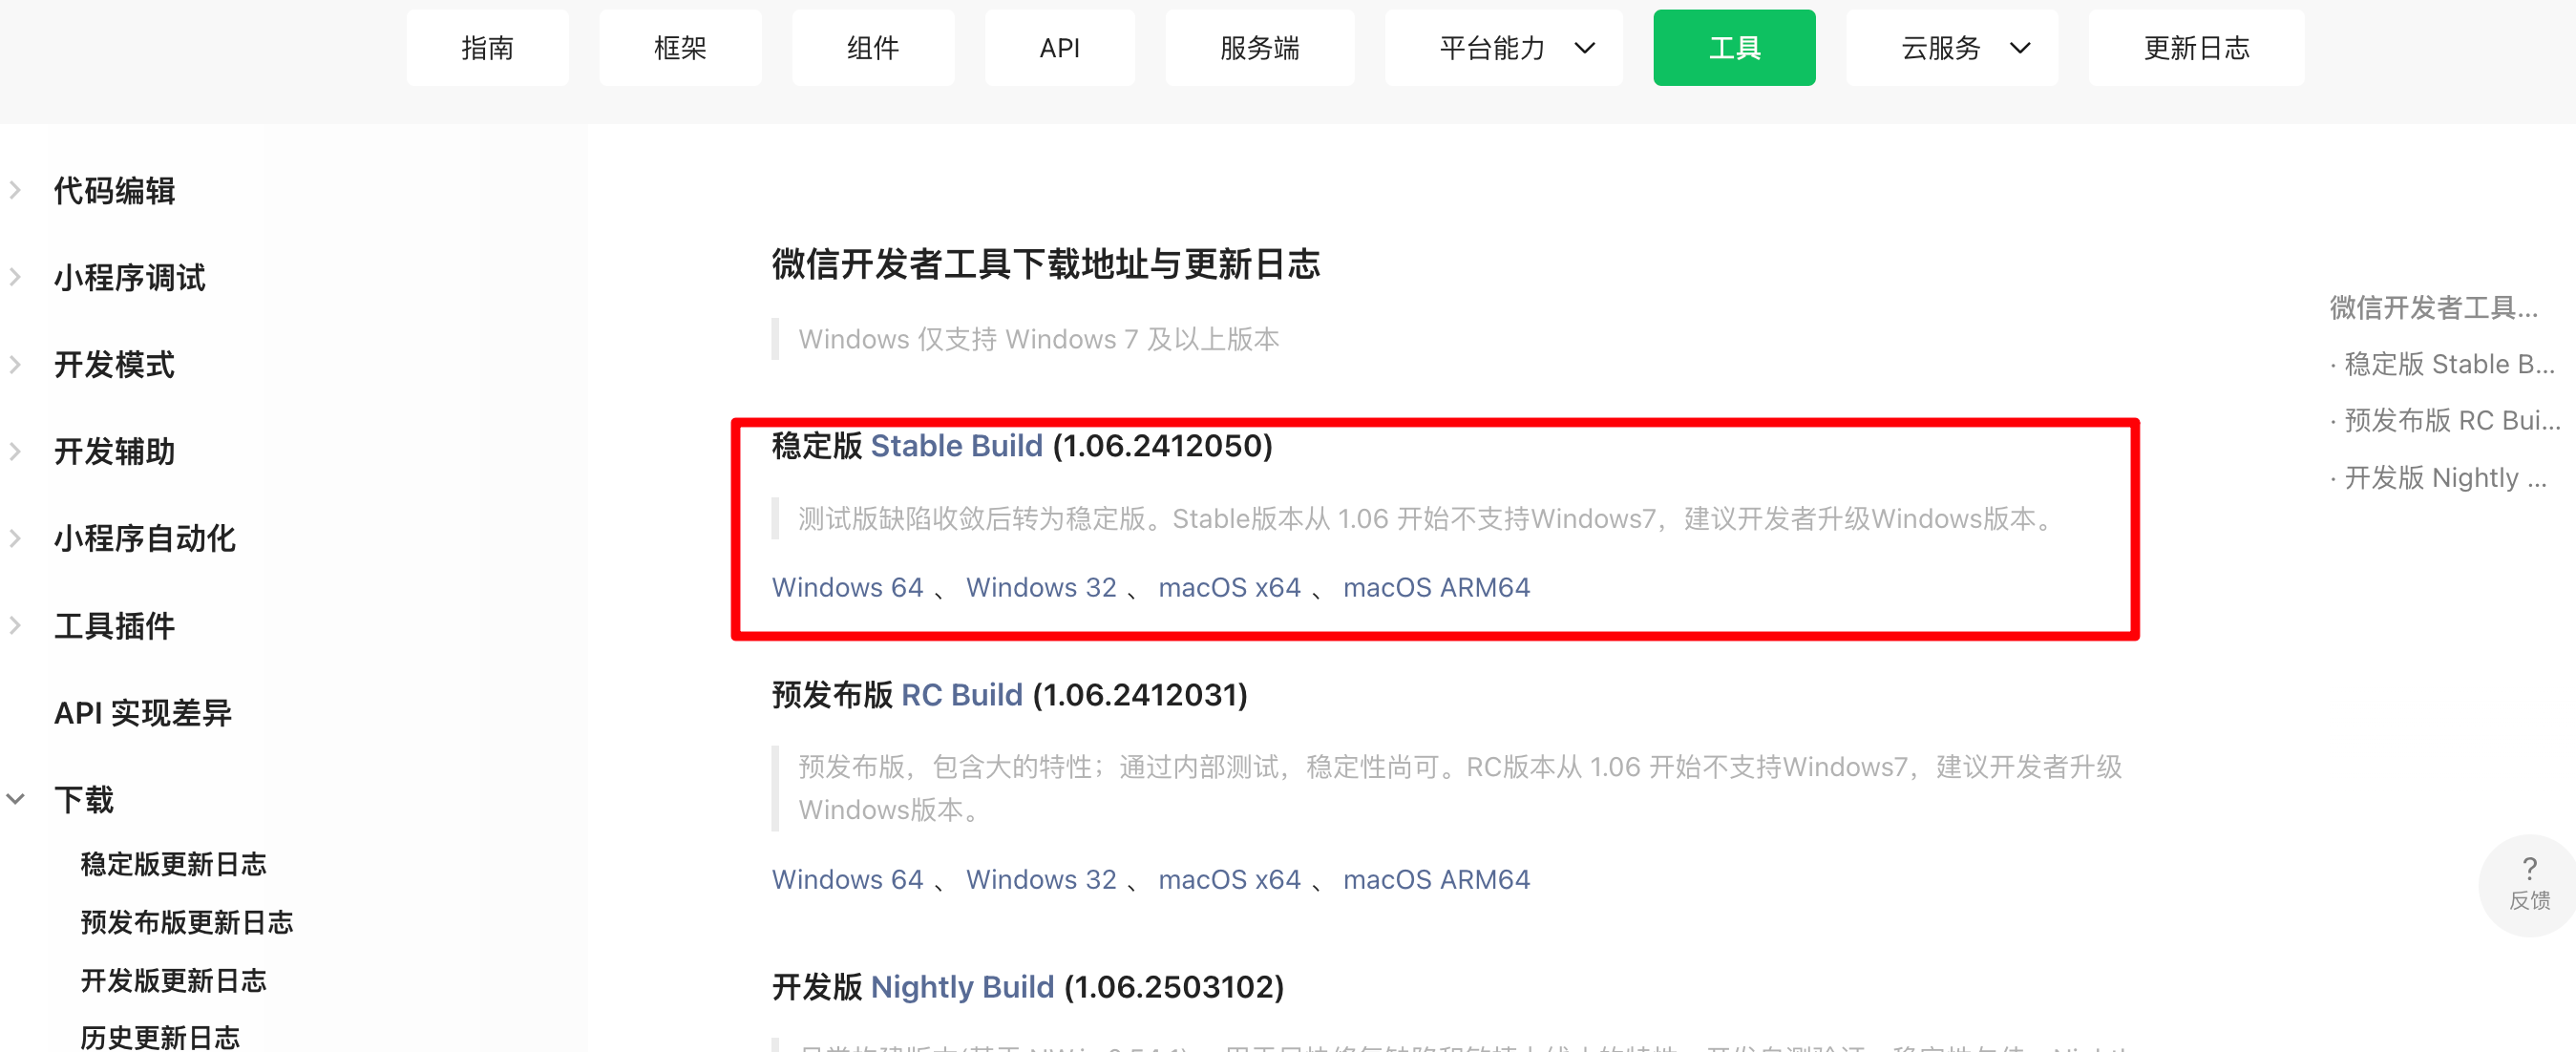 指南 框架 组件 API 服务端 平台能力 工具 云服务 更新日志
代码编辑
小程序调试
开发模式
开发辅助
小程序自动化
工具插件
API 实现差异
下载
稳定版更新日志
预发布版更新日志
开发版更新日志
历史更新日志
微信开发者工具下载地址与更新日志
Windows 仅支持 Windows 7 及以上版本
稳定版 Stable Build (1.06.2412050)
测试版缺陷收敛后转为稳定版。Stable版本从 1.06 开始不支持Windows7，建议开发者升级Windows版本。
Windows 64 、 Windows 32 、 macOS x64 、 macOS ARM64
预发布版 RC Build (1.06.2412031)
预发布版，包含大的特性；通过内部测试，稳定性尚可。RC版本从 1.06 开始不支持Windows7，建议开发者升级
Windows版本。
Windows 64 、 Windows 32 、 macOS x64 、 macOS ARM64
开发版 Nightly Build (1.06.2503102)
微信开发者工具...
· 稳定版 Stable B...
· 预发布版 RC Bui...
· 开发版 Nightly ...
?
反馈